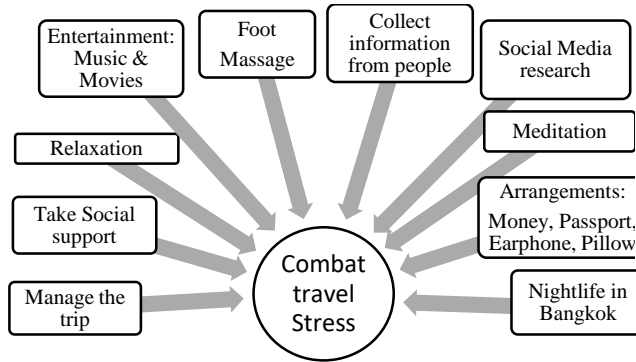 Entertainment:
Music &
Movies
Foot
Massage
Collect
information
from people
Social Media
research
Relaxation
Meditation
Take Social
support
Arrangements:
Money, Passport,
Earphone, Pillow
Manage the
trip
Combat
travel
Stress
Nightlife in
Bangkok